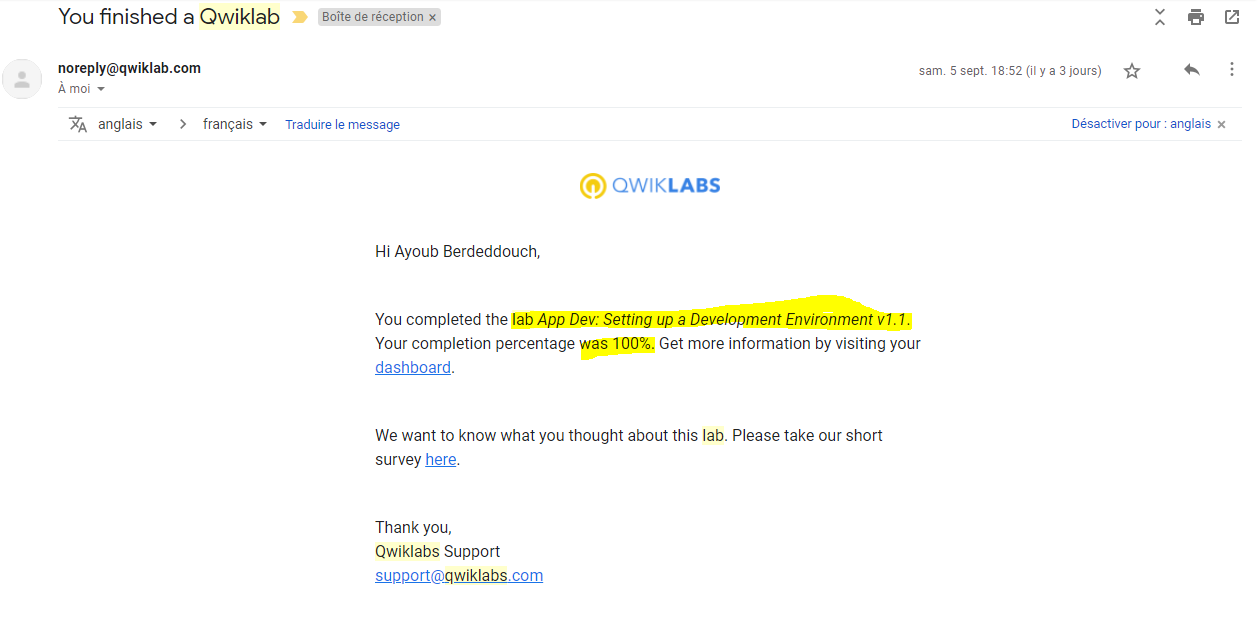 You finished a Qwiklab Boîte de réception ×
noreply@qwiklab.com sam. 5 sept. 18:52 (il y a 3 jours)
À moi
anglais français Traduire le message Désactiver pour : anglais ×
QWIKLABS
Hi Ayoub Berdeddouch,
You completed the lab App Dev: Setting up a Development Environment v1.1.
Your completion percentage was 100%. Get more information by visiting your
dashboard.
We want to know what you thought about this lab. Please take our short
survey here.
Thank you,
Qwiklabs Support
support@qwiklabs.com